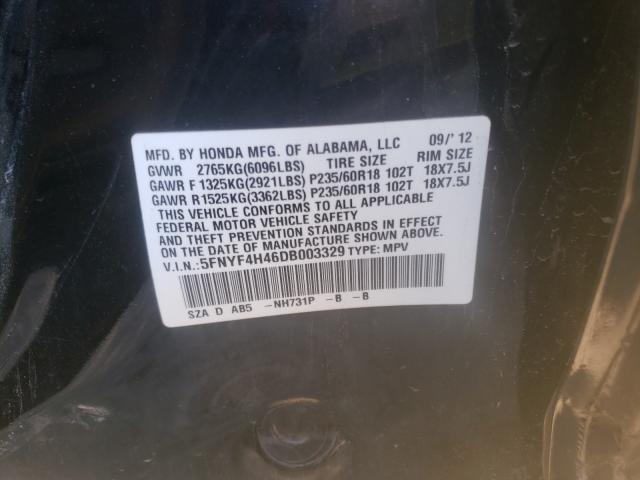 MFD. BY HONDA MFG. OF ALABAMA, LLC 09/' 12
GVWR 2765KG(6096LBS) TIRE SIZE RIM SIZE
GAWR F 1325KG(2921LBS) P235/60R18 102T 18X7.5J
GAWR R1525KG(3362LBS) P235/60R18 102T 18X7.5J
THIS VEHICLE CONFORMS TO ALL APPLICABLE
FEDERAL MOTOR VEHICLE SAFETY
AND THEFT PREVENTION STANDARDS IN EFFECT
ON THE DATE OF MANUFACTURE SHOWN ABOVE.
V.I.N.:5FNYF4H46DB003329 TYPE: MPV
SZA D AB5 -NH731P -B -B